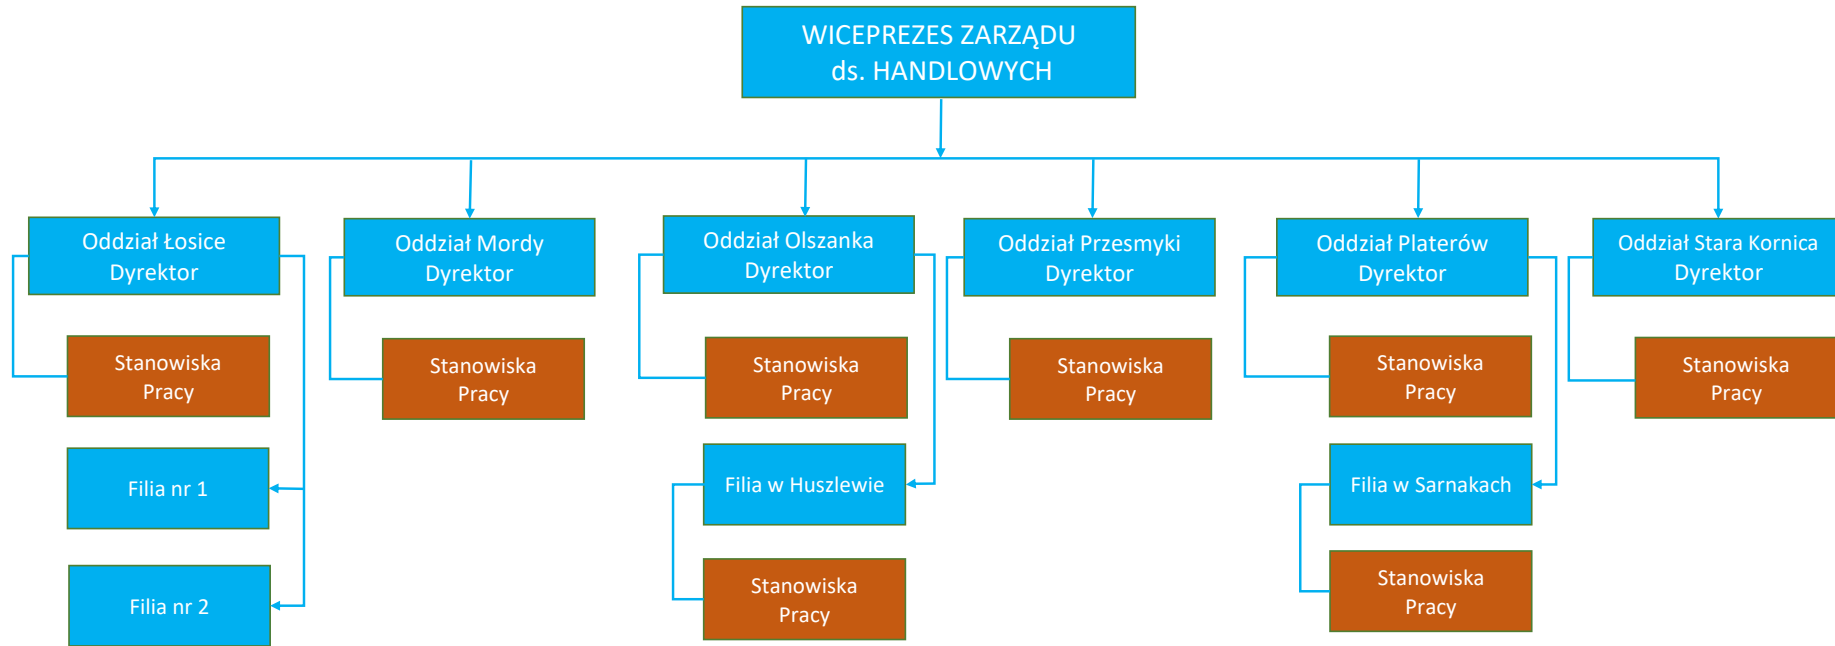 WICEPREZES ZARZĄDU
ds. HANDLOWYCH
Oddział Łosice
Dyrektor
Oddział Mordy
Dyrektor
Oddział Olszanka
Dyrektor
Oddział Przesmyki
Dyrektor
Oddział Platerów
Dyrektor
Oddział Stara Kornica
Dyrektor
Stanowiska
Pracy
Stanowiska
Pracy
Stanowiska
Pracy
Stanowiska
Pracy
Stanowiska
Pracy
Stanowiska
Pracy
Filia nr 1
Filia w Huszlewie
Filia w Sarnakach
Filia nr 2
Stanowiska
Pracy
Stanowiska
Pracy